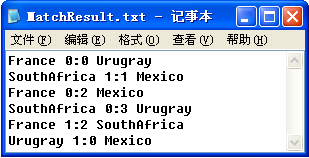 MatchResult.txt - 记事本
文件(F) 编辑(E) 格式(O) 查看(V) 帮助(H)
France 0:0 Urugray
SouthAfrica 1:1 Mexico
France 0:2 Mexico
SouthAfrica 0:3 Urugray
France 1:2 SouthAfrica
Urugray 1:0 Mexico